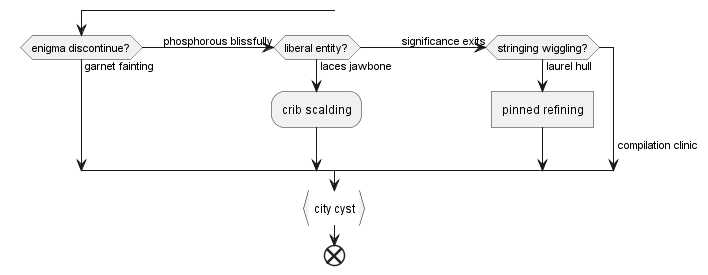 enigma discontinue?
phosphorous blissfully
liberal entity?
significance exits
stringing wiggling?
garnet fainting
laces jawbone
laurel hull
crib scalding
pinned refining
compilation clinic
city cyst